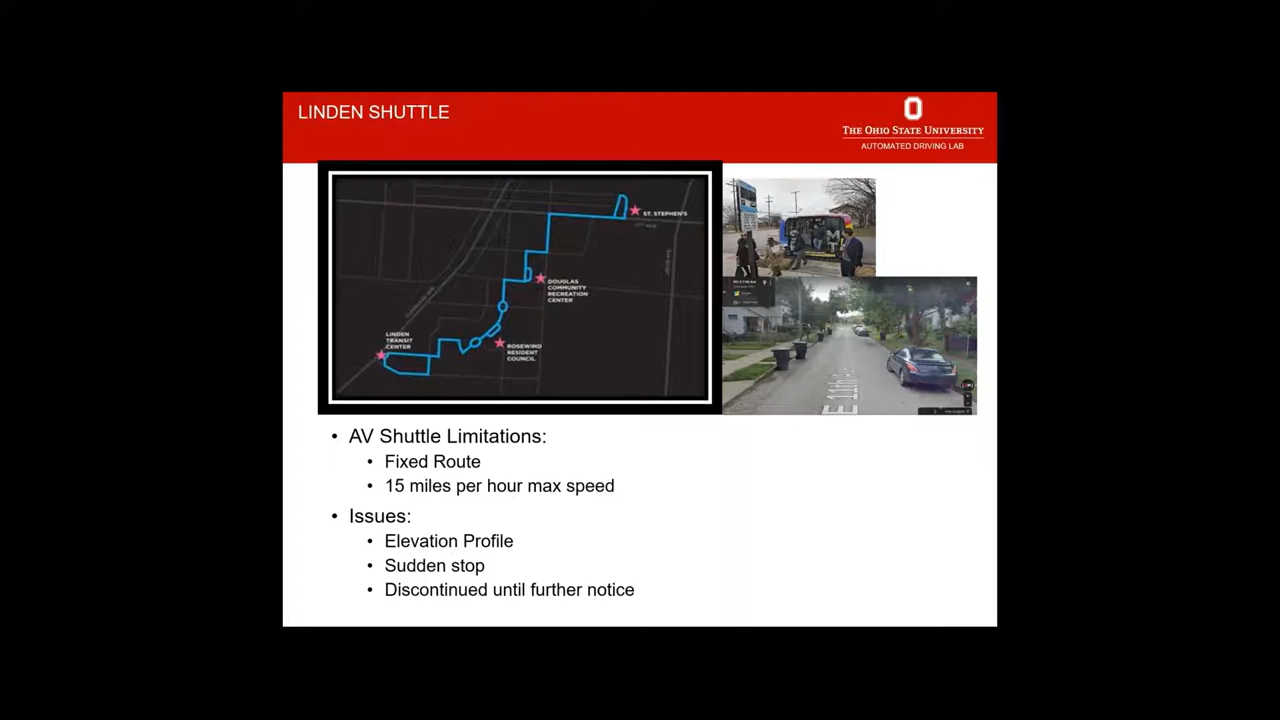 LINDEN SHUTTLE
THE OHIO STATE UNIVERSITY
AUTOMATED DRIVING LAB
ST. STEPHEN'S
DOUGLAS
COMMUNITY
RECREATION
CENTER
LINDEN
TRANSIT
CENTER
ROSEWIND
RESIDENT
COUNCIL
E 11th
• AV Shuttle Limitations:
• Fixed Route
• 15 miles per hour max speed
• Issues:
• Elevation Profile
• Sudden stop
• Discontinued until further notice